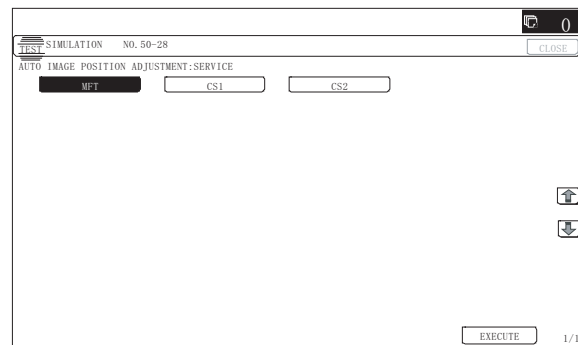 0
TEST SIMULATION NO.50-28 CLOSE
AUTO IMAGE POSITION ADJUSTMENT:SERVICE
MFT CS1 CS2
EXECUTE 1/1